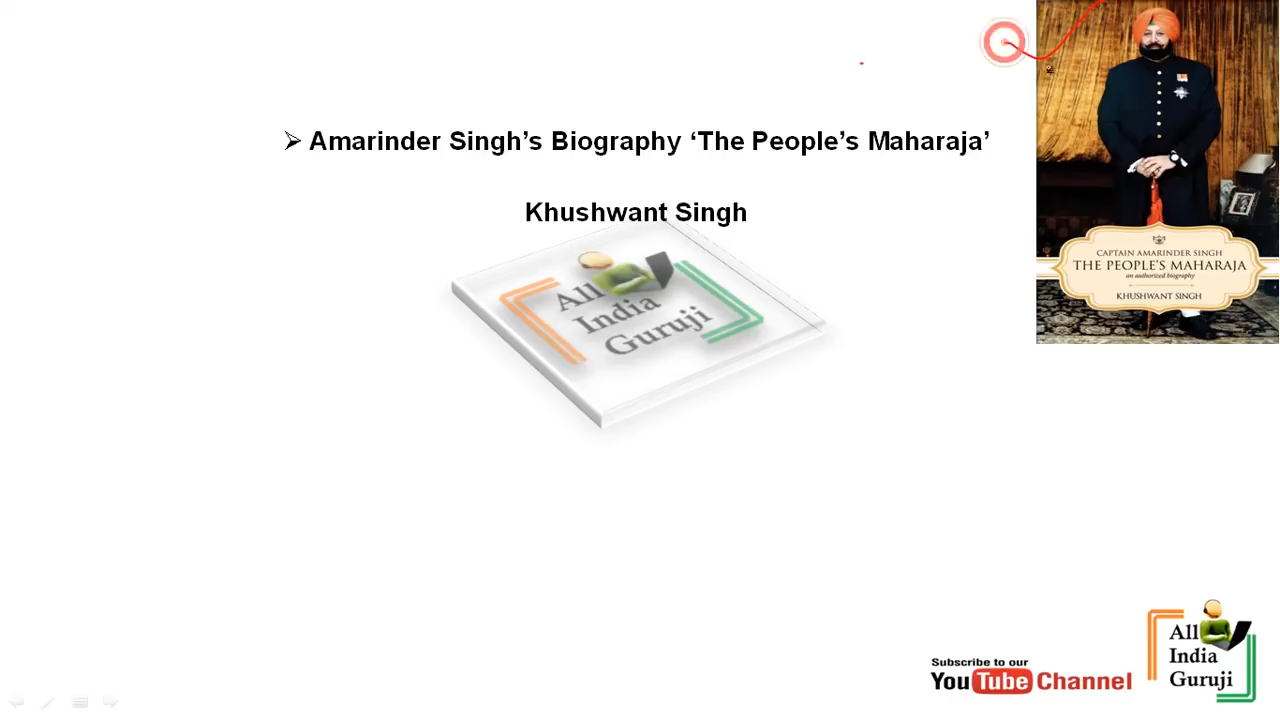 ➢ Amarinder Singh’s Biography ‘The People’s Maharaja’
Khushwant Singh
All
India
Guruji
CAPTAIN AMARINDER SINGH
THE PEOPLE'S MAHARAJA
an authorized biography
KHUSHWANT SINGH
Subscribe to our
YouTube Channel
All
India
Guruji